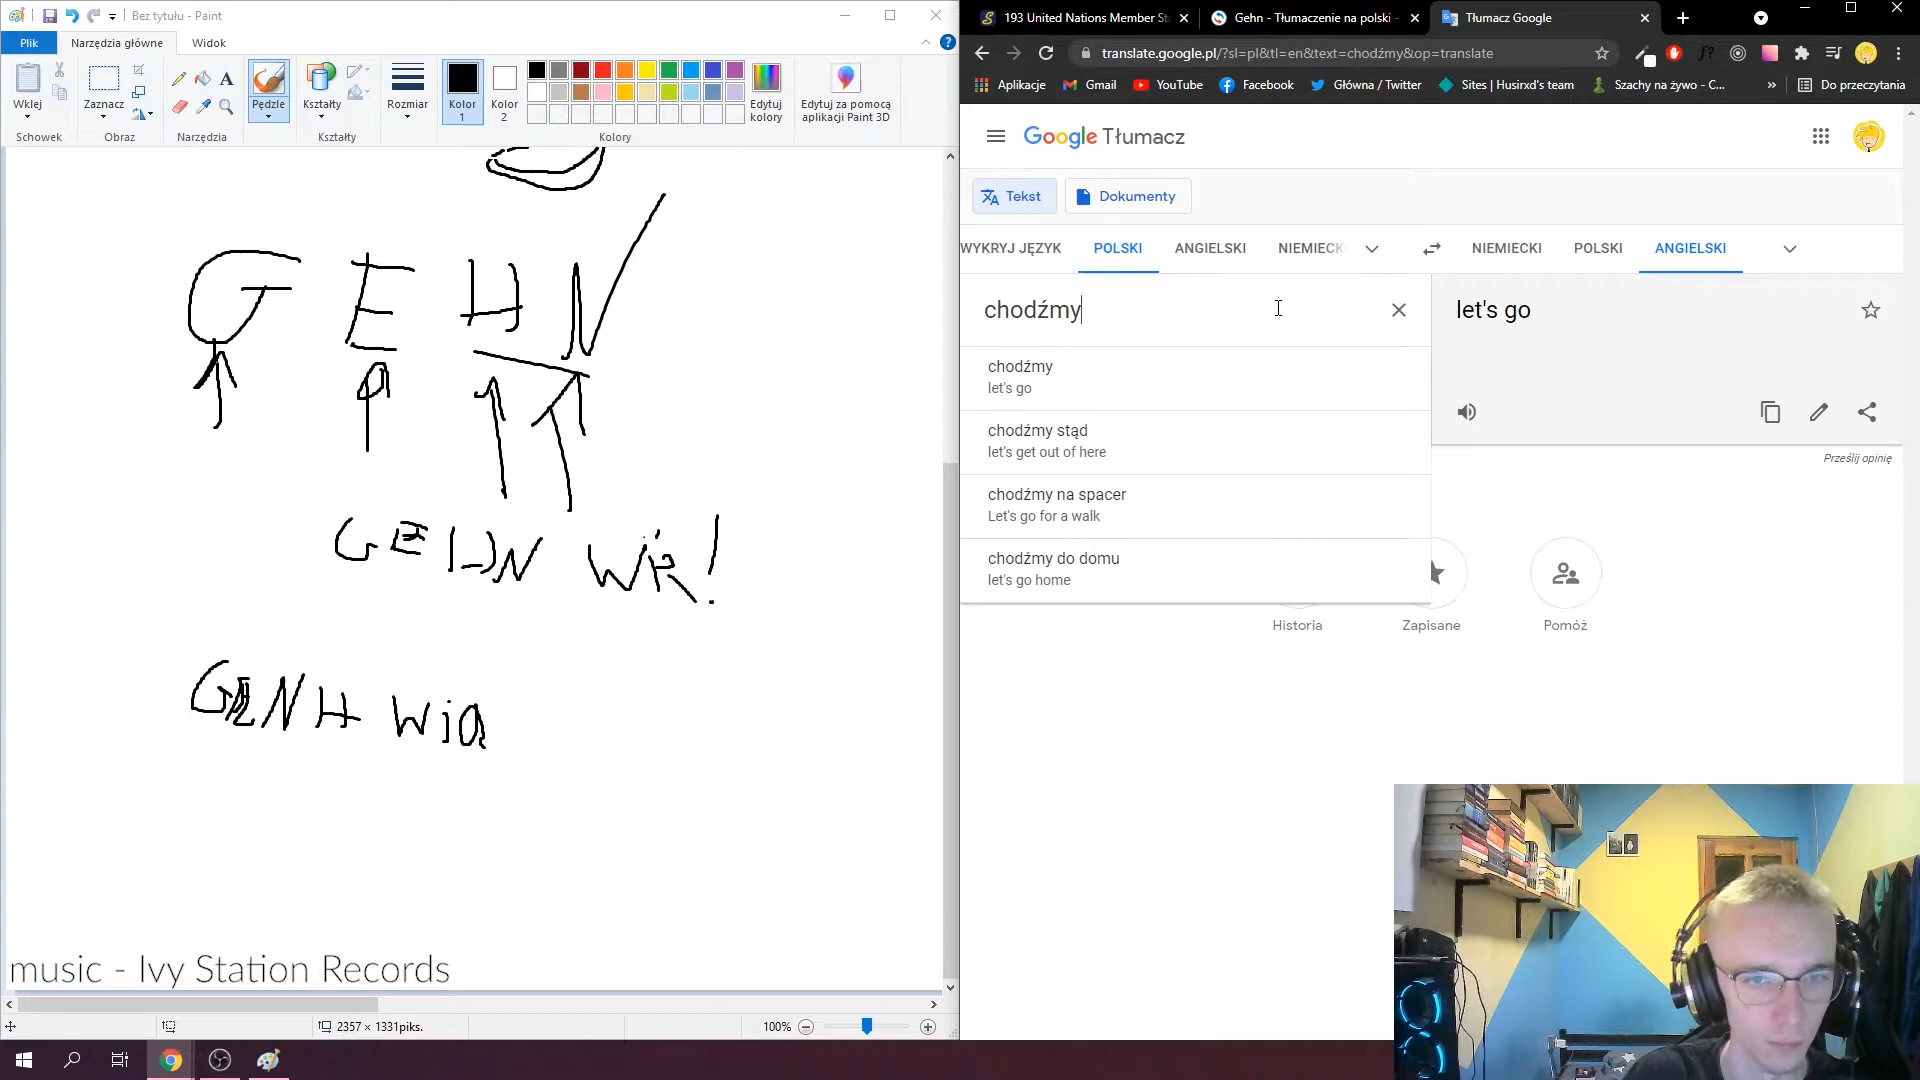 Bez tytułu - Paint
Plik Narzędzia główne Widok
Wklej Zaznacz Pędzle Kształty Rozmiar Kolor 1 Kolor 2 Edytuj kolory Edytuj za pomocą aplikacji Paint 3D
Schowek Obraz Narzędzia Kształty Kolory
GEHN
GEHN WIR!
GENH WiR
music - Ivy Station Records
2357 × 1331piks. 100%
193 United Nations Member St
Gehn - Tłumaczenie na polski -
Tłumacz Google
translate.google.pl/?sl=pl&tl=en&text=chodźmy&op=translate
Aplikacje Gmail YouTube Facebook Główna / Twitter Sites | Husirxd's team Szachy na żywo - C... » Do przeczytania
Google Tłumacz
Tekst Dokumenty
WYKRYJ JĘZYK POLSKI ANGIELSKI NIEMIECK NIEMIECKI POLSKI ANGIELSKI
chodźmy
let's go
chodźmy
let's go
chodźmy stąd
let's get out of here
chodźmy na spacer
Let's go for a walk
chodźmy do domu
let's go home
Prześlij opinię
Historia Zapisane Pomóż